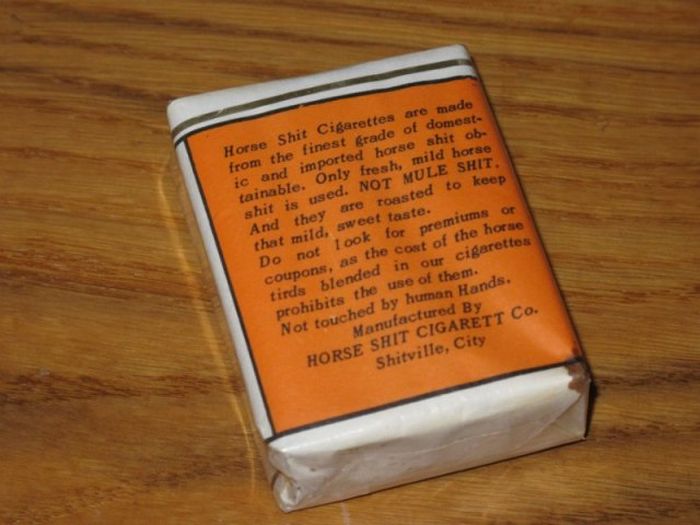 Horse Shit Cigarettes are made
from the finest grade of domest-
ic and imported horse shit ob-
tainable. Only fresh, mild horse
shit is used. NOT MULE SHIT.
And they are roasted to keep
that mild, sweet taste.
Do not look for premiums or
coupons, as the cost of the horse
tirds blended in our cigarettes
prohibits the use of them.
Not touched by human Hands.
Manufactured By
HORSE SHIT CIGARETT Co.
Shitville, City